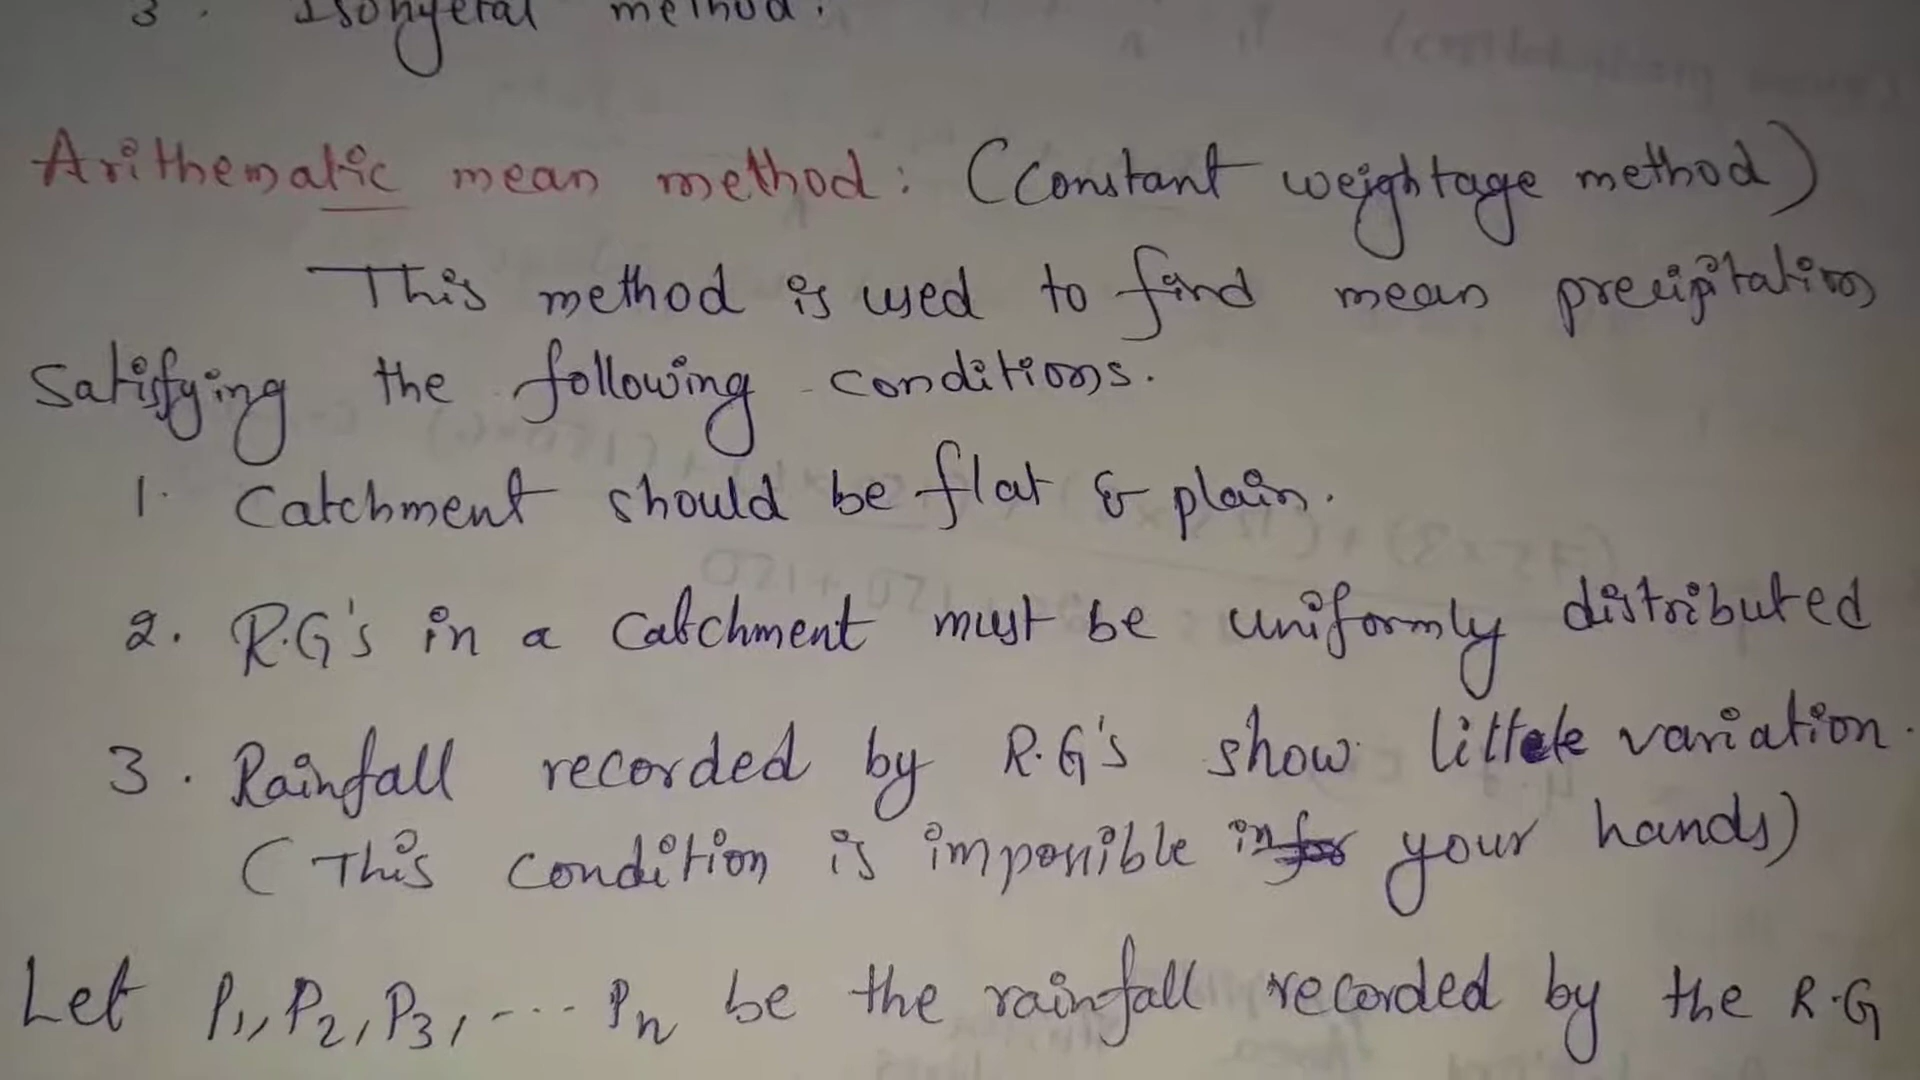 3. Isohyetal method.
Arithematic mean method: (Constant weightage method)
This method is used to find mean precipitation
Satisfying the following conditions.
1. Catchment should be flat & plain.
2. R.G's in a catchment must be uniformly distributed
3. Rainfall recorded by R.G's show little variation.
(This condition is impossible in your hands)
Let P1, P2, P3, ---- Pn be the rainfall recorded by the R.G